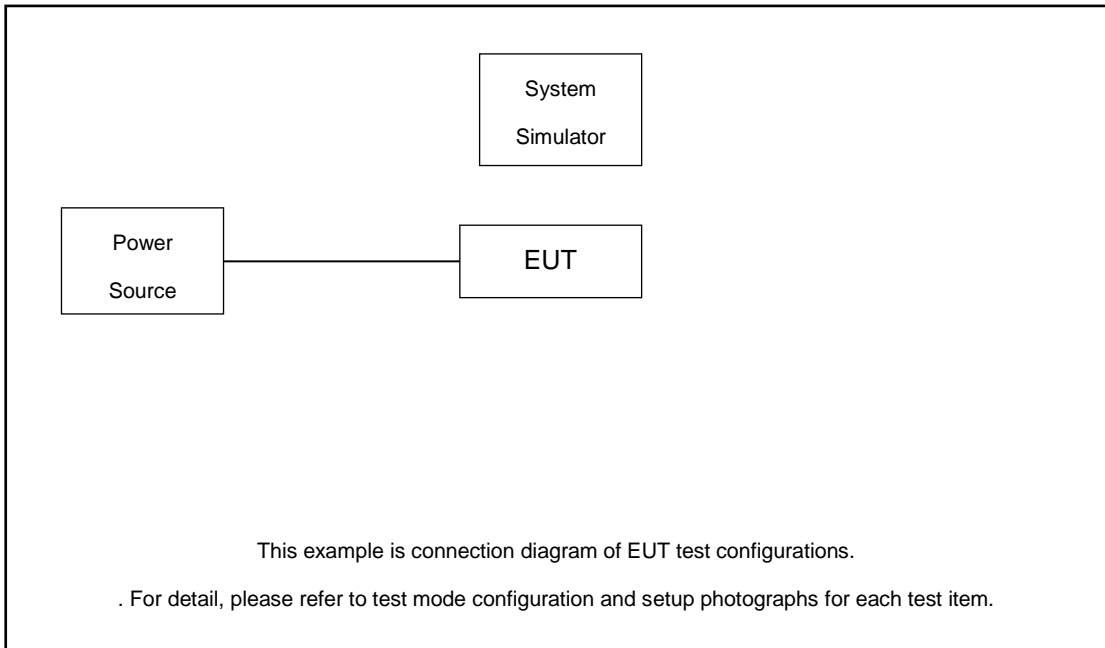 System
Simulator
Power
Source
EUT
This example is connection diagram of EUT test configurations.
. For detail, please refer to test mode configuration and setup photographs for each test item.